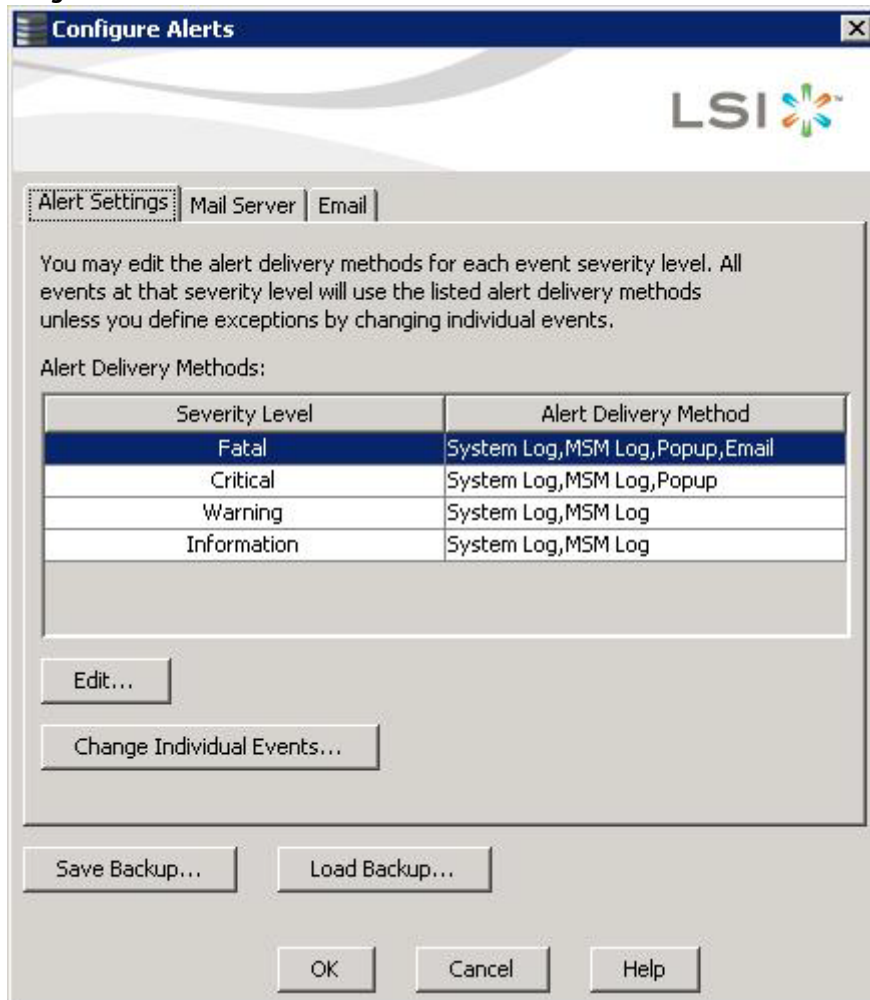 Configure Alerts
LSI
Alert Settings Mail Server Email
You may edit the alert delivery methods for each event severity level. All
events at that severity level will use the listed alert delivery methods
unless you define exceptions by changing individual events.
Alert Delivery Methods:
Severity Level Alert Delivery Method
Fatal System Log,MSM Log,Popup,Email
Critical System Log,MSM Log,Popup
Warning System Log,MSM Log
Information System Log,MSM Log
Edit...
Change Individual Events...
Save Backup... Load Backup...
OK Cancel Help